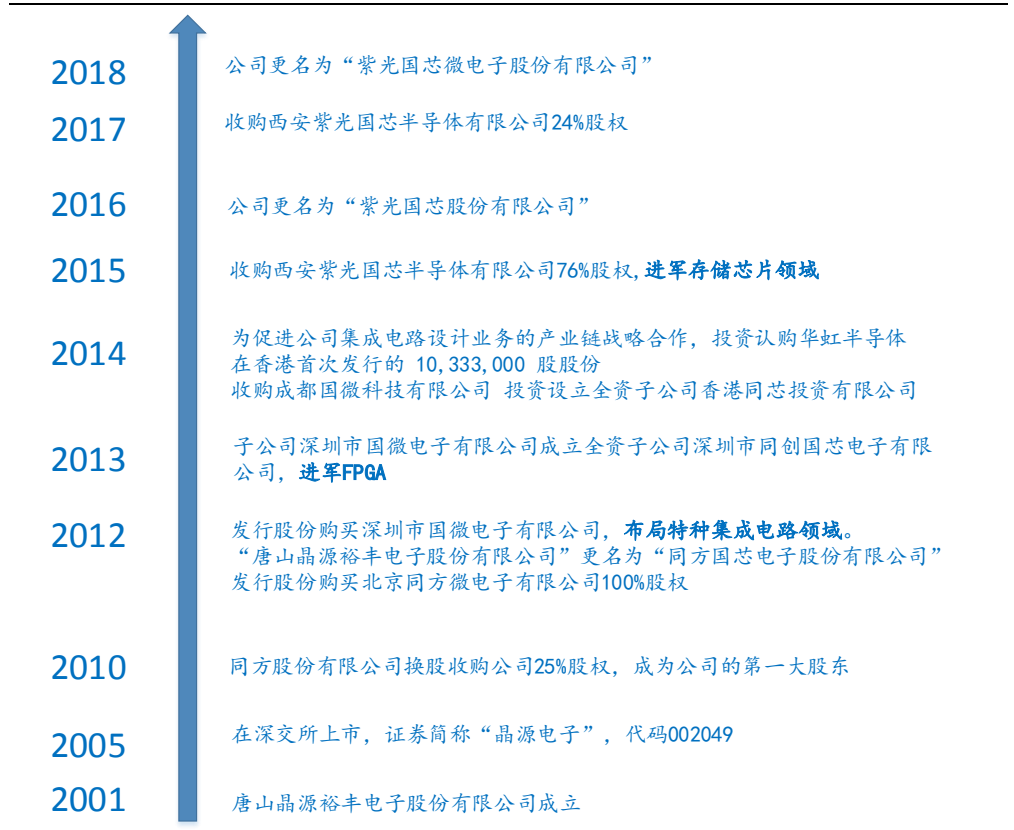 2018
公司更名为“紫光国芯微电子股份有限公司”
2017
收购西安紫光国芯半导体有限公司24%股权
2016
公司更名为“紫光国芯股份有限公司”
2015
收购西安紫光国芯半导体有限公司76%股权,进军存储芯片领域
2014
为促进公司集成电路设计业务的产业链战略合作，投资认购华虹半导体
在香港首次发行的 10,333,000 股股份
收购成都国微科技有限公司 投资设立全资子公司香港同芯投资有限公司
2013
子公司深圳市国微电子有限公司成立全资子公司深圳市同创国芯电子有限
公司，进军FPGA
2012
发行股份购买深圳市国微电子有限公司，布局特种集成电路领域。
“唐山晶源裕丰电子股份有限公司”更名为“同方国芯电子股份有限公司”
发行股份购买北京同方微电子有限公司100%股权
2010
同方股份有限公司换股收购公司25%股权，成为公司的第一大股东
2005
在深交所上市，证券简称“晶源电子”，代码002049
2001
唐山晶源裕丰电子股份有限公司成立